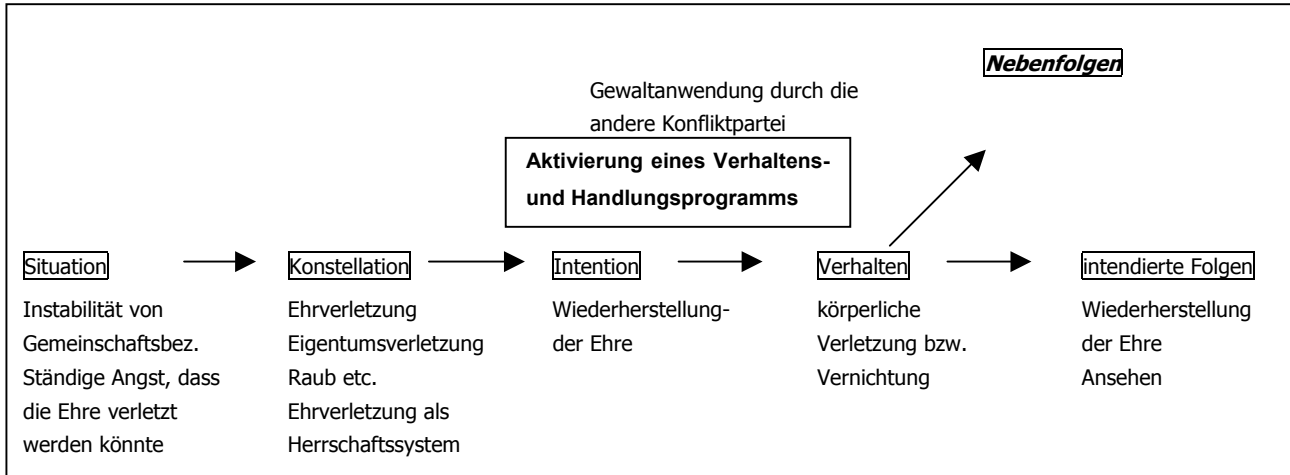 Nebenfolgen
Gewaltanwendung durch die
andere Konfliktpartei
Aktivierung eines Verhaltens-
und Handlungsprogramms
Situation
Instabilität von
Gemeinschaftsbez.
Ständige Angst, dass
die Ehre verletzt
werden könnte
Konstellation
Ehrverletzung
Eigentumsverletzung
Raub etc.
Ehrverletzung als
Herrschaftssystem
Intention
Wiederherstellung-
der Ehre
Verhalten
körperliche
Verletzung bzw.
Vernichtung
intendierte Folgen
Wiederherstellung
der Ehre
Ansehen